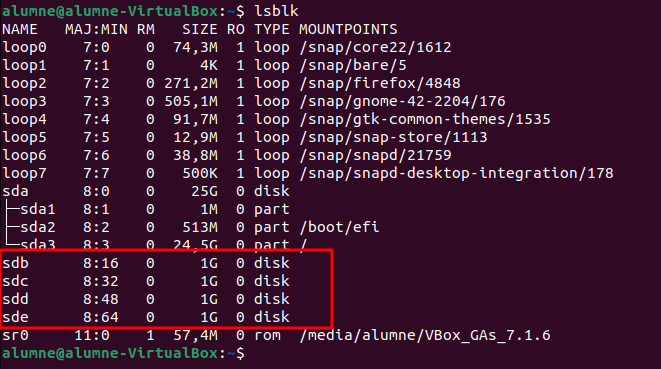 alumne@alumne-VirtualBox:~$ lsblk
NAME   MAJ:MIN RM   SIZE RO TYPE MOUNTPOINTS
loop0    7:0    0  74,3M  1 loop /snap/core22/1612
loop1    7:1    0     4K  1 loop /snap/bare/5
loop2    7:2    0 271,2M  1 loop /snap/firefox/4848
loop3    7:3    0 505,1M  1 loop /snap/gnome-42-2204/176
loop4    7:4    0  91,7M  1 loop /snap/gtk-common-themes/1535
loop5    7:5    0  12,9M  1 loop /snap/snap-store/1113
loop6    7:6    0  38,8M  1 loop /snap/snapd/21759
loop7    7:7    0   500K  1 loop /snap/snapd-desktop-integration/178
sda      8:0    0    25G  0 disk
├─sda1   8:1    0     1M  0 part
├─sda2   8:2    0   513M  0 part /boot/efi
└─sda3   8:3    0  24,5G  0 part /
sdb      8:16   0     1G  0 disk
sdc      8:32   0     1G  0 disk
sdd      8:48   0     1G  0 disk
sde      8:64   0     1G  0 disk
sr0     11:0    1  57,4M  0 rom  /media/alumne/VBox_GAs_7.1.6
alumne@alumne-VirtualBox:~$